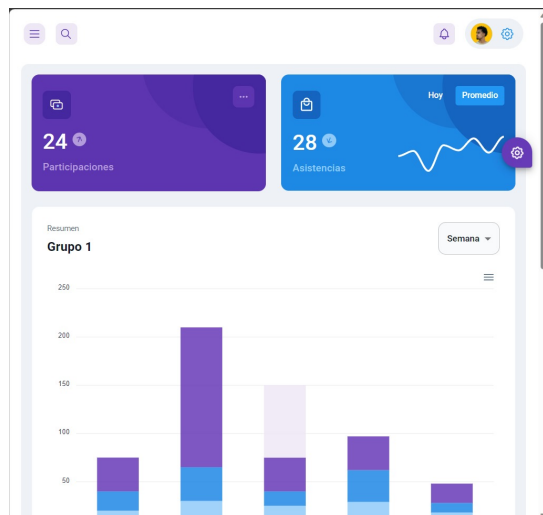 24
Participaciones
Hoy Promedio
28
Asistencias
Resumen
Grupo 1
Semana
250
200
150
100
50